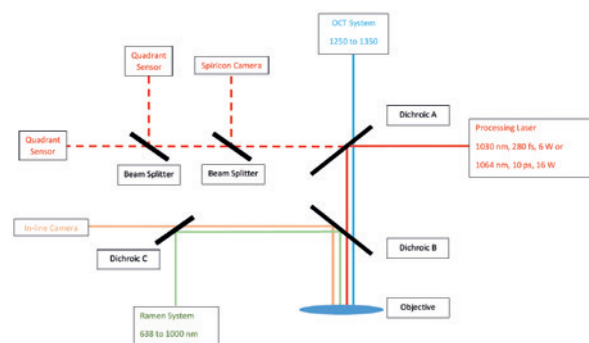 OCT System
1250 to 1350
Quadrant
Sensor
Spiricon Camera
Dichroic A
Processing Laser
1030 nm, 280 fs, 6 W or
1064 nm, 10 ps, 16 W
Quadrant
Sensor
Beam Splitter
Beam Splitter
In-line Camera
Dichroic C
Dichroic B
Ramen System
638 to 1000 nm
Objective